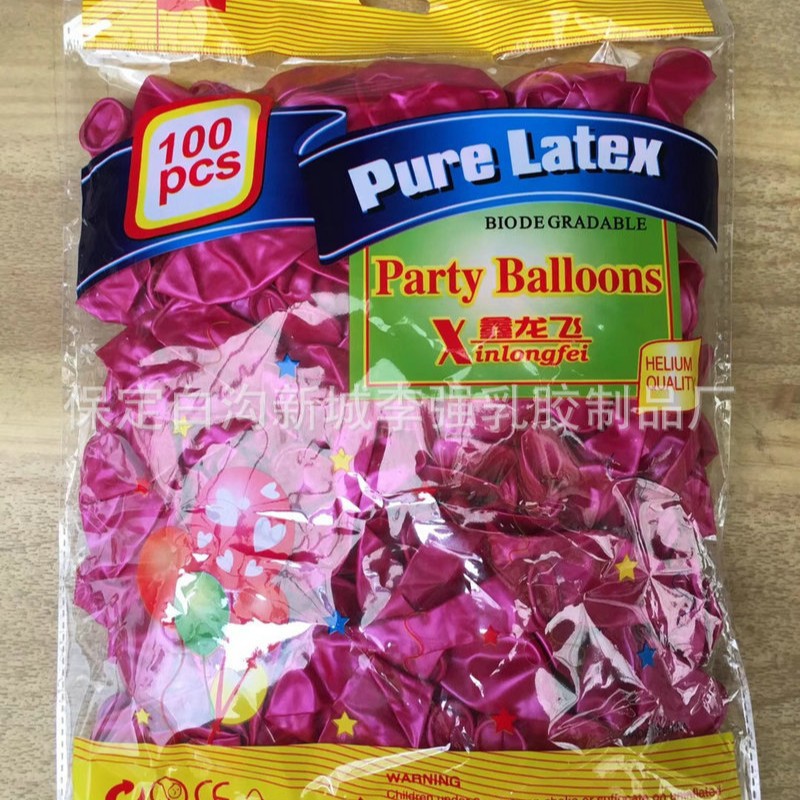 100
pcs
Pure Latex
BIODEGRADABLE
Party Balloons
鑫龙飞
Xinlongfei
HELIUM
QUALITY
保定白沟新城李强乳胶制品厂
CE
WARNING